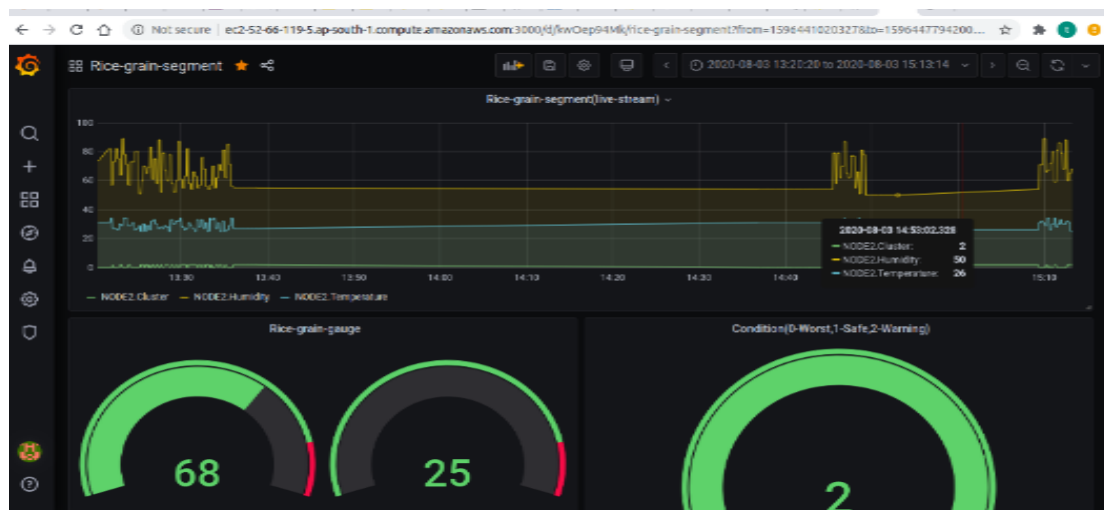 Not secure | ec2-52-66-119-5.ap-south-1.compute.amazonaws.com:3000/d/kwOep94Mk/rice-grain-segment?from=1596441020327&to=1596447794200...
Rice-grain-segment
2020-08-03 13:20:20 to 2020-08-03 15:13:14
Rice-grain-segment(live-stream)
100
80
60
40
20
0
13:30 13:40 13:50 14:00 14:10 14:20 14:30 14:40 15:10
2020-08-03 14:53:02.328
NODE2.Cluster: 2
NODE2.Humidity: 50
NODE2.Temperature: 26
NODE2.Cluster NODE2.Humidity NODE2.Temperature
Rice-grain-gauge
Condition(0-Worst,1-Safe,2-Warning)
68
25
2